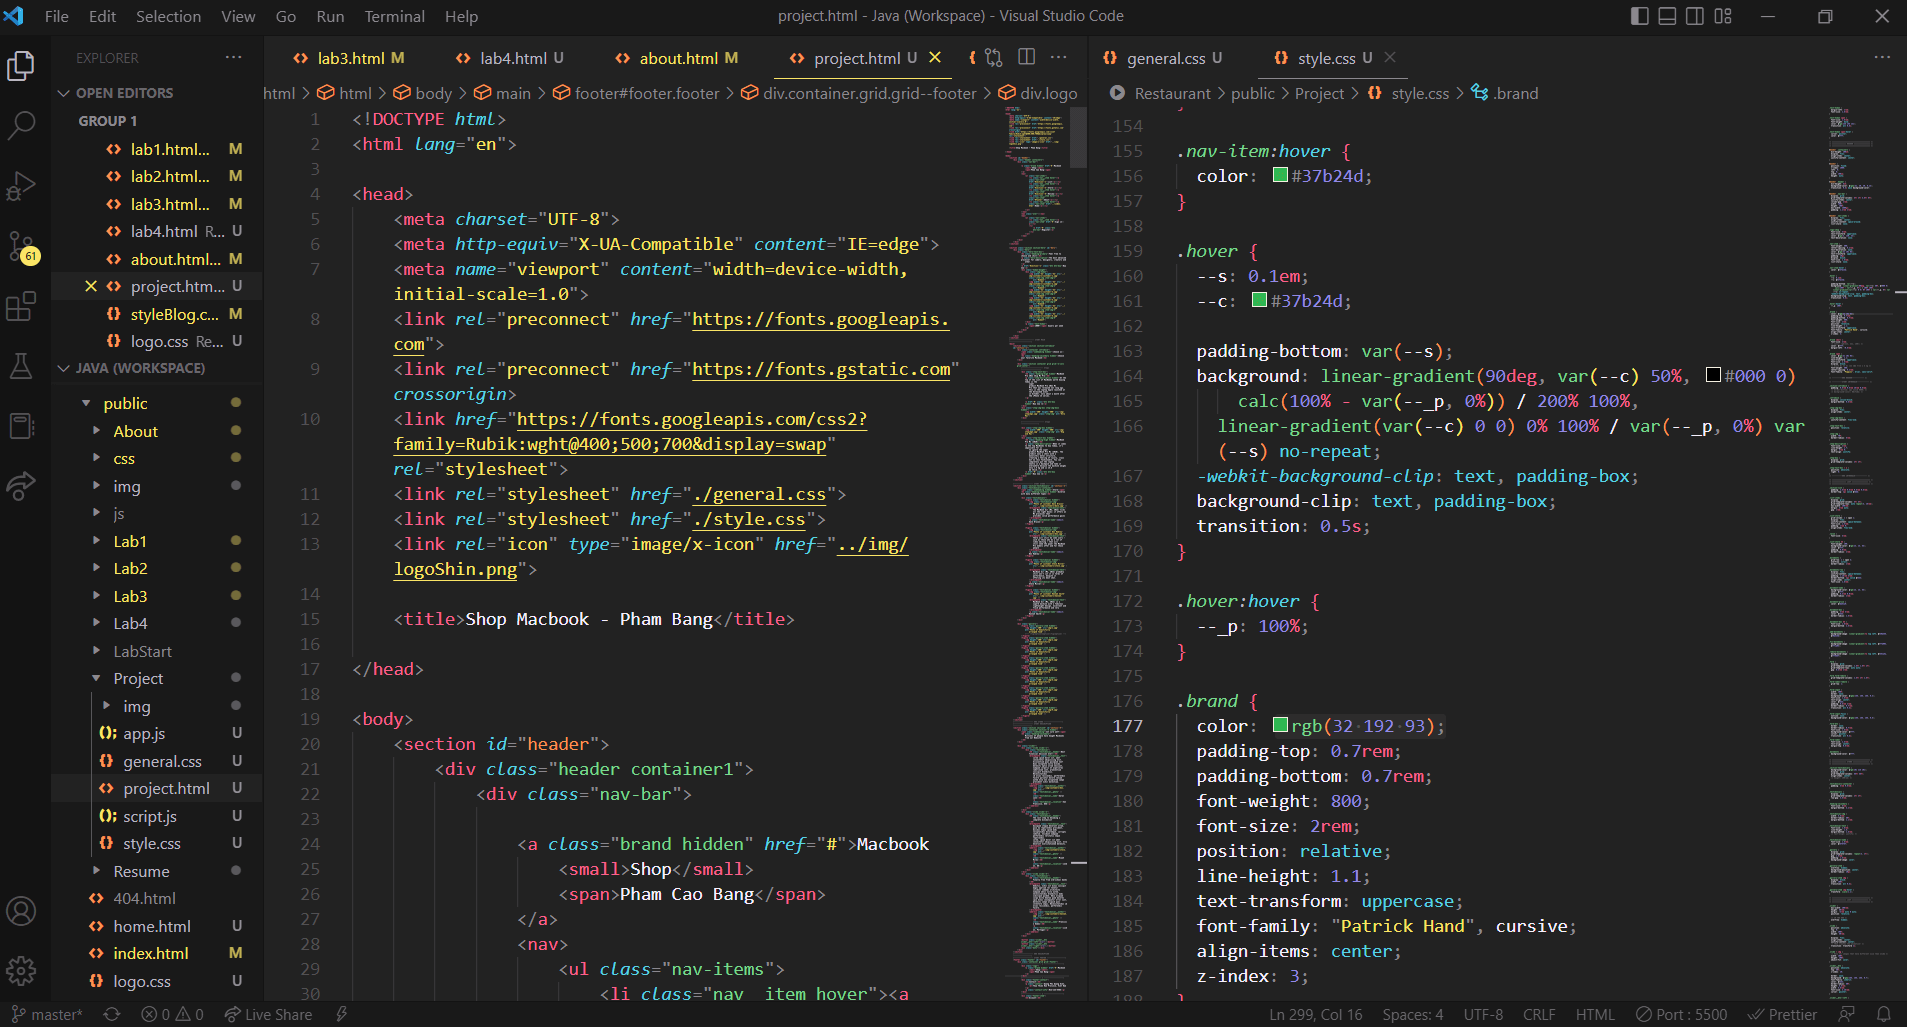 File Edit Selection View Go Run Terminal Help
project.html - Java (Workspace) - Visual Studio Code
EXPLORER
OPEN EDITORS
GROUP 1
lab1.html... M
lab2.html... M
lab3.html... M
lab4.html R... U
about.html... M
project.htm... U
styleBlog.c... M
logo.css Re... U
61
JAVA (WORKSPACE)
public
About
css
img
js
Lab1
Lab2
Lab3
Lab4
LabStart
Project
img
app.js U
general.css U
project.html U
script.js U
style.css U
Resume
404.html
home.html U
index.html M
logo.css U
lab3.html M lab4.html U about.html M project.html U
html > html > body > main > footer#footer.footer > div.container.grid.grid--footer > div.logo
1 <!DOCTYPE html>
2 <html lang="en">
3
4 <head>
5 <meta charset="UTF-8">
6 <meta http-equiv="X-UA-Compatible" content="IE=edge">
7 <meta name="viewport" content="width=device-width,
initial-scale=1.0">
8 <link rel="preconnect" href="https://fonts.googleapis.
com">
9 <link rel="preconnect" href="https://fonts.gstatic.com"
crossorigin>
10 <link href="https://fonts.googleapis.com/css2?
family=Rubik:wght@400;500;700&display=swap"
rel="stylesheet">
11 <link rel="stylesheet" href="./general.css">
12 <link rel="stylesheet" href="./style.css">
13 <link rel="icon" type="image/x-icon" href="../img/
logoShin.png">
14
15 <title>Shop Macbook - Pham Bang</title>
16
17 </head>
18
19 <body>
20 <section id="header">
21 <div class="header container1">
22 <div class="nav-bar">
23
24 <a class="brand hidden" href="#">Macbook
25 <small>Shop</small>
26 <span>Pham Cao Bang</span>
27 </a>
28 <nav>
29 <ul class="nav-items">
30 <li class="nav item hover"><a
general.css U style.css U
Restaurant > public > Project > style.css > .brand
154
155 .nav-item:hover {
156 color: #37b24d;
157 }
158
159 .hover {
160 --s: 0.1em;
161 --c: #37b24d;
162
163 padding-bottom: var(--s);
164 background: linear-gradient(90deg, var(--c) 50%, #000 0)
165 calc(100% - var(--_p, 0%)) / 200% 100%,
166 linear-gradient(var(--c) 0 0) 0% 100% / var(--_p, 0%) var
(--s) no-repeat;
167 -webkit-background-clip: text, padding-box;
168 background-clip: text, padding-box;
169 transition: 0.5s;
170 }
171
172 .hover:hover {
173 --_p: 100%;
174 }
175
176 .brand {
177 color: rgb(32 192 93);
178 padding-top: 0.7rem;
179 padding-bottom: 0.7rem;
180 font-weight: 800;
181 font-size: 2rem;
182 position: relative;
183 line-height: 1.1;
184 text-transform: uppercase;
185 font-family: "Patrick Hand", cursive;
186 align-items: center;
187 z-index: 3;
188 }
master* 0 0 Live Share
Ln 299, Col 16 Spaces: 4 UTF-8 CRLF HTML Port : 5500 Prettier